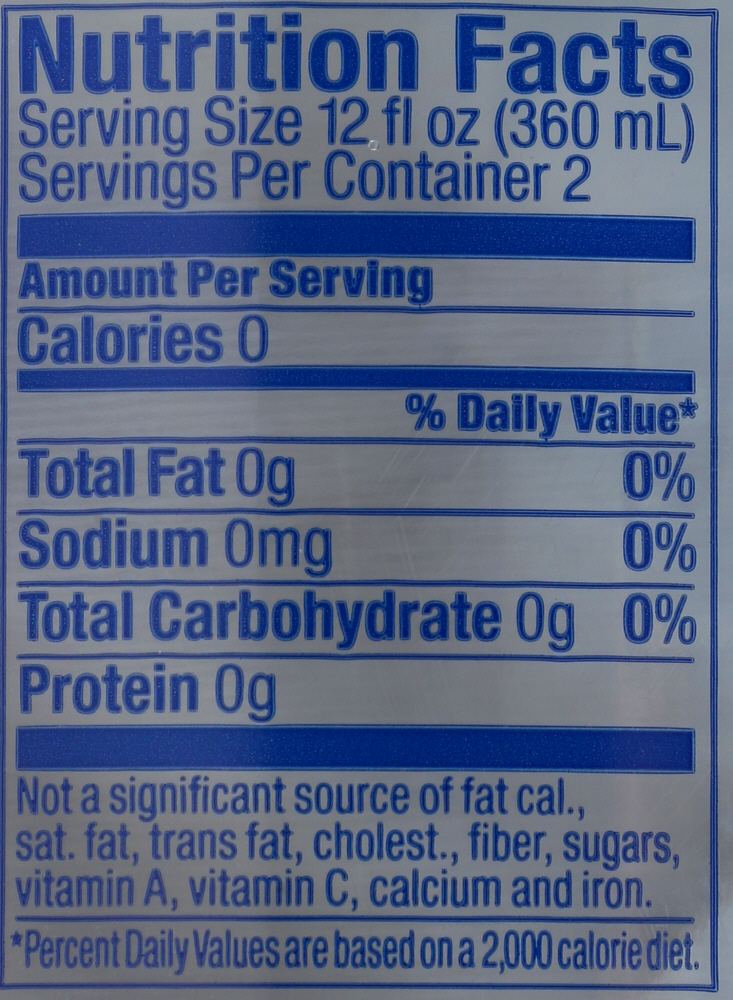 Nutrition Facts
Serving Size 12 fl oz (360 mL)
Servings Per Container 2
Amount Per Serving
Calories 0
% Daily Value*
Total Fat 0g 0%
Sodium 0mg 0%
Total Carbohydrate 0g 0%
Protein 0g
Not a significant source of fat cal.,
sat. fat, trans fat, cholest., fiber, sugars,
vitamin A, vitamin C, calcium and iron.
*Percent Daily Values are based on a 2,000 calorie diet.